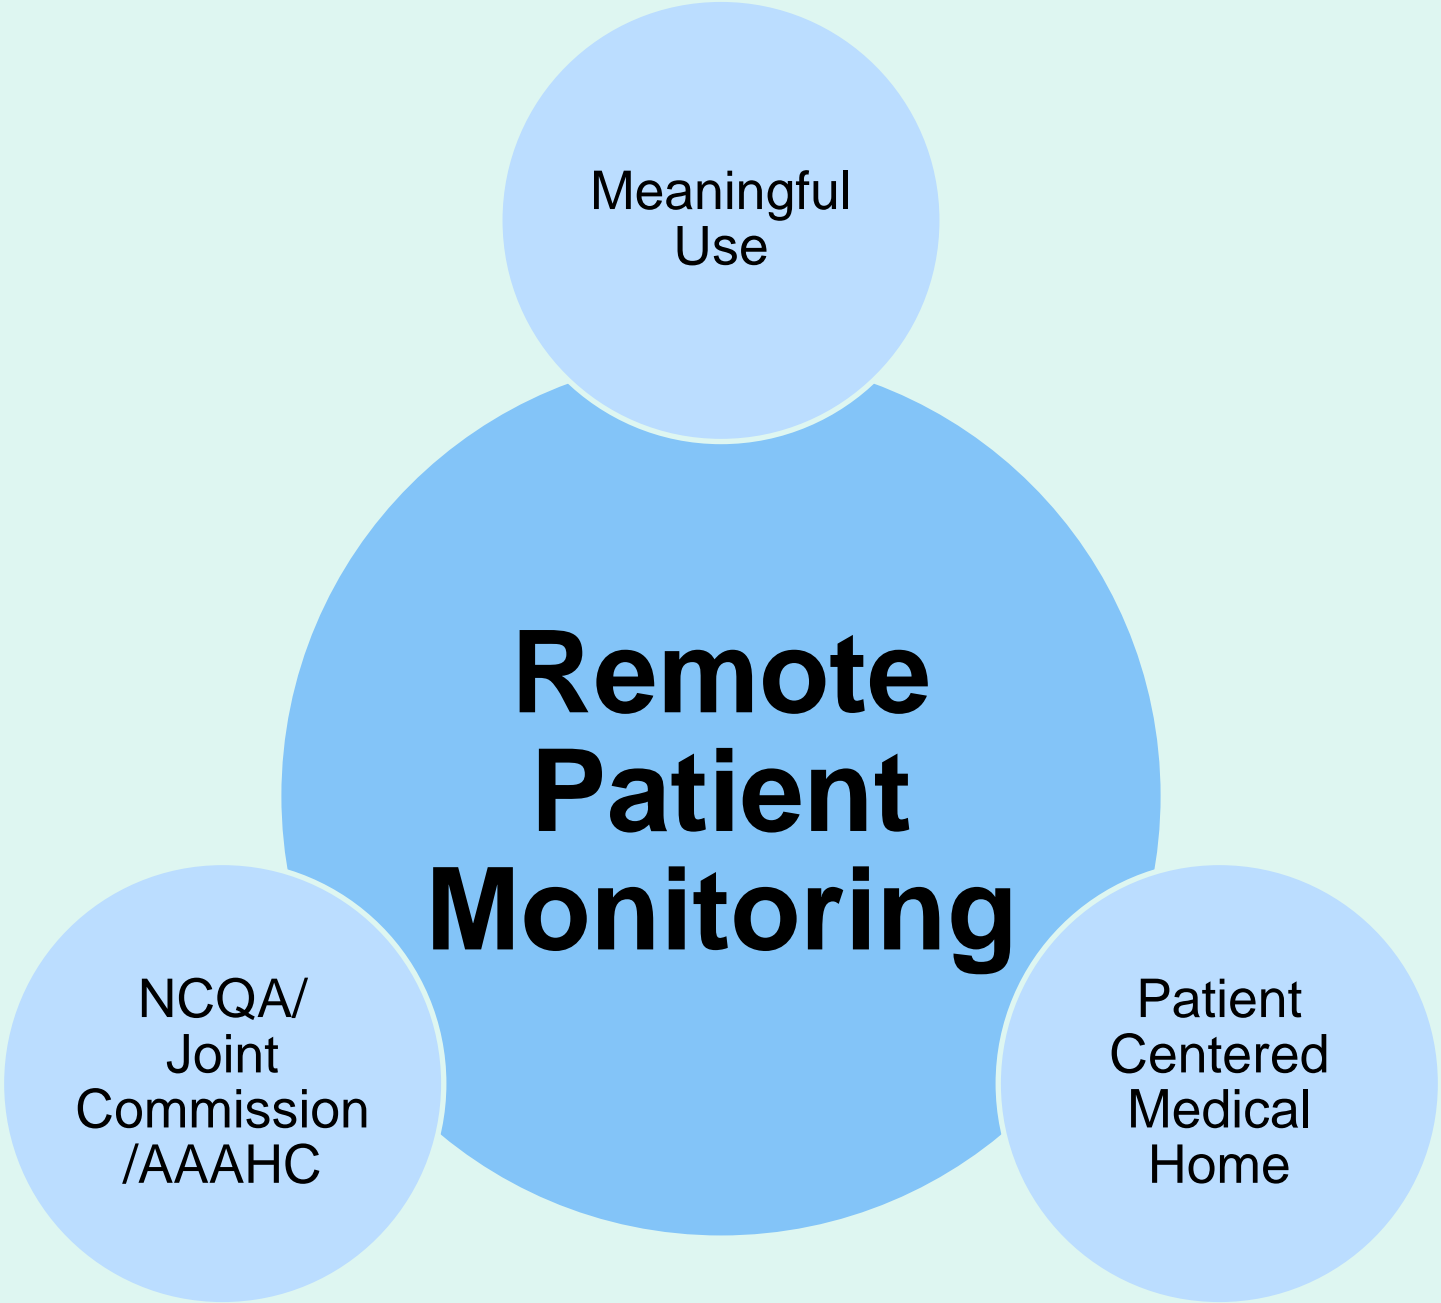 Meaningful
Use
Remote
Patient
Monitoring
NCQA/
Joint
Commission
/AAAHC
Patient
Centered
Medical
Home